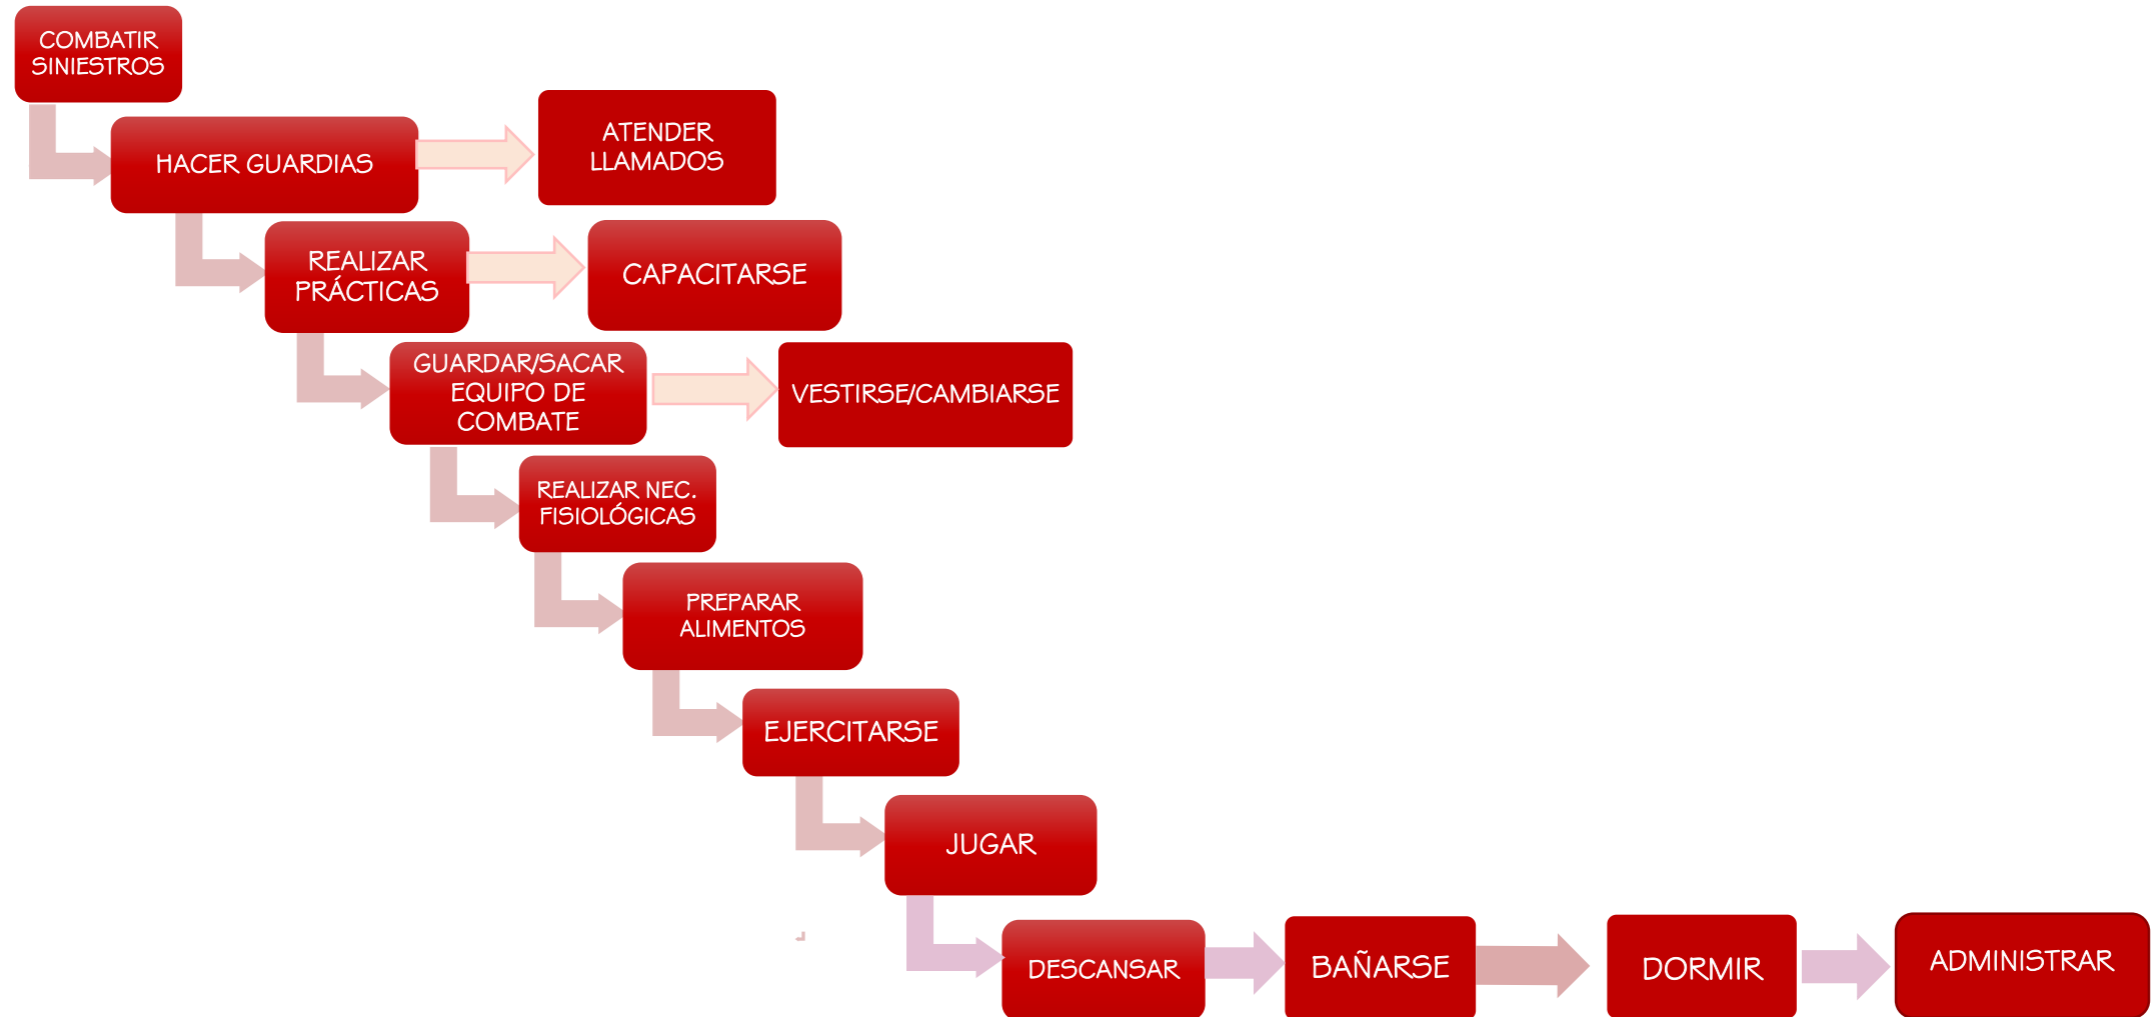 COMBATIR
SINIESTROS
HACER GUARDIAS
ATENDER
LLAMADOS
REALIZAR
PRÁCTICAS
CAPACITARSE
GUARDAR/SACAR
EQUIPO DE
COMBATE
VESTIRSE/CAMBIARSE
REALIZAR NEC.
FISIOLÓGICAS
PREPARAR
ALIMENTOS
EJERCITARSE
JUGAR
DESCANSAR
BAÑARSE
DORMIR
ADMINISTRAR